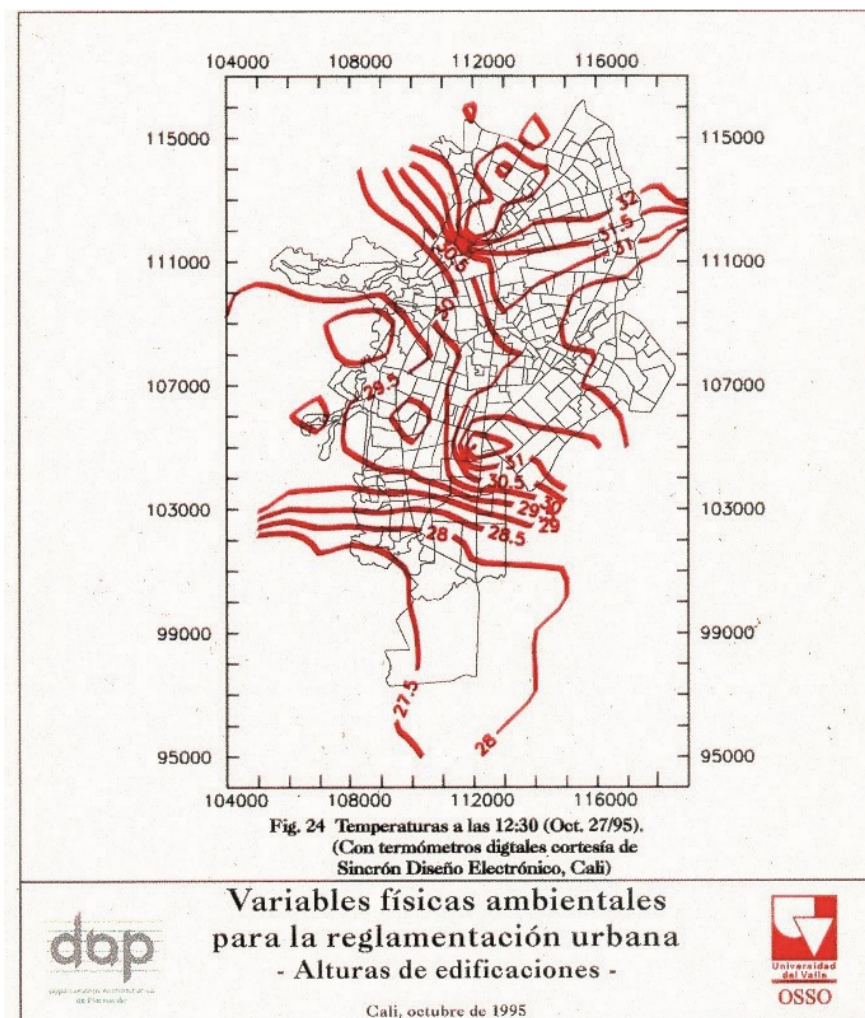 104000 108000 112000 116000
115000 115000
32
31.5
31
30.5
111000 111000
30
107000 107000
29.5
31
30.5
30
103000 103000
29
28.5
28
99000 99000
27.5
28
95000 95000
104000 108000 112000 116000
Fig. 24 Temperaturas a las 12:30 (Oct. 27/95).
(Con termómetros digtales cortesía de
Sincrón Diseño Electrónico, Cali)
Variables físicas ambientales
para la reglamentación urbana
- Alturas de edificaciones -
Cali, octubre de 1995
dap
de Planeación
Universidad
del Valle
OSSO